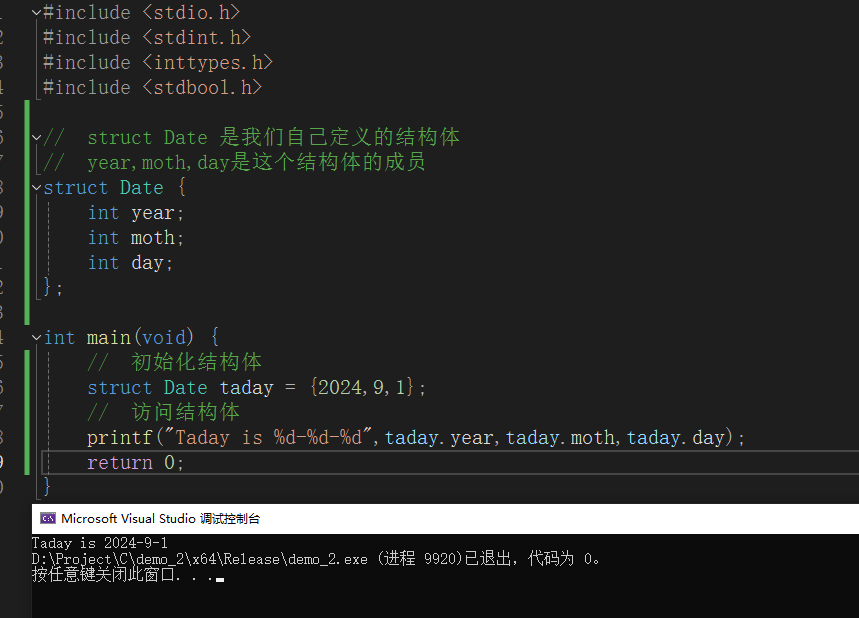 #include <stdio.h>
#include <stdint.h>
#include <inttypes.h>
#include <stdbool.h>
// struct Date 是我们自己定义的结构体
// year,moth,day是这个结构体的成员
struct Date {
int year;
int moth;
int day;
};
int main(void) {
// 初始化结构体
struct Date taday = {2024,9,1};
// 访问结构体
printf("Taday is %d-%d-%d",taday.year,taday.moth,taday.day);
return 0;
}
Microsoft Visual Studio 调试控制台
Taday is 2024-9-1
D:\Project\C\demo_2\x64\Release\demo_2.exe (进程 9920)已退出，代码为 0。
按任意键关闭此窗口. . .